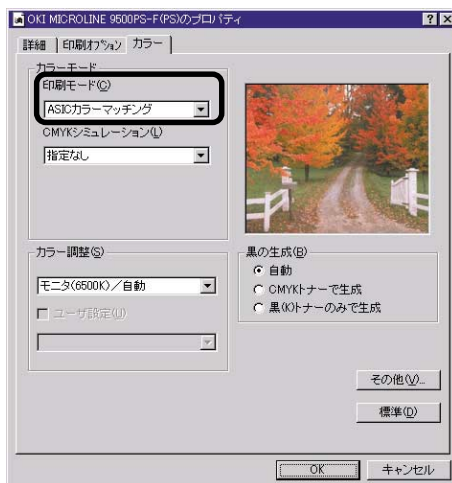 OKI MICROLINE 9500PS-F(PS)のプロパティ
詳細 印刷オプション カラー
カラーモード
印刷モード(C)
ASICカラーマッチング
CMYKシミュレーション(L)
指定なし
カラー調整(S)
モニタ(6500K)/自動
ユーザ設定(U)
黒の生成(B)
自動
CMYKトナーで生成
黒(K)トナーのみで生成
その他(V)...
標準(D)
OK キャンセル